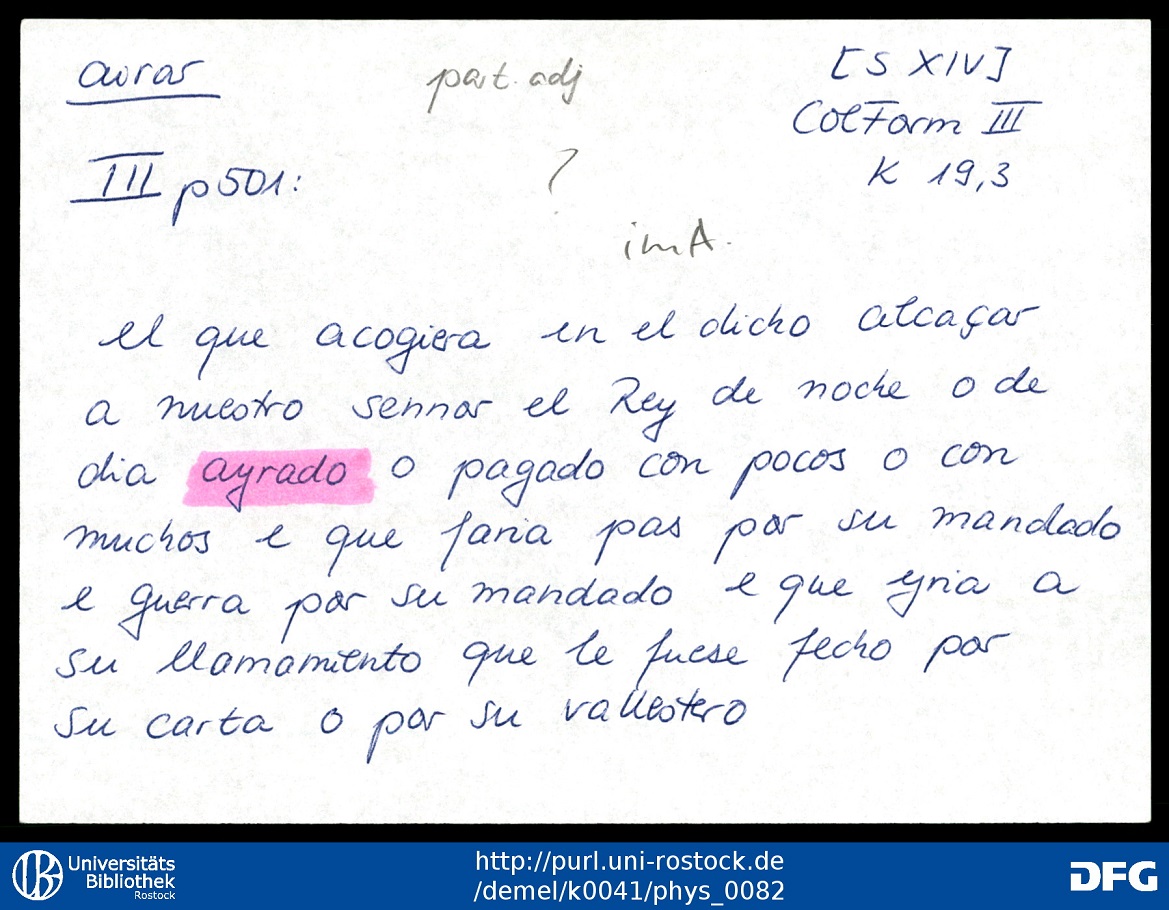 airar
part. adj
[S XIV]
ColForm III
III p 501:
?
K 19,3
imA.
el que acogiera en el dicho alcaçar
a nuestro sennor el Rey de noche o de
dia ayrado o pagado con pocos o con
muchos e que faria pas por su mandado
e guerra por su mandado e que yria a
su llamamiento que le fuese fecho por
su carta o por su vallestero
Universitäts
Bibliothek
Rostock
http://purl.uni-rostock.de
/demel/k0041/phys_0082
DFG